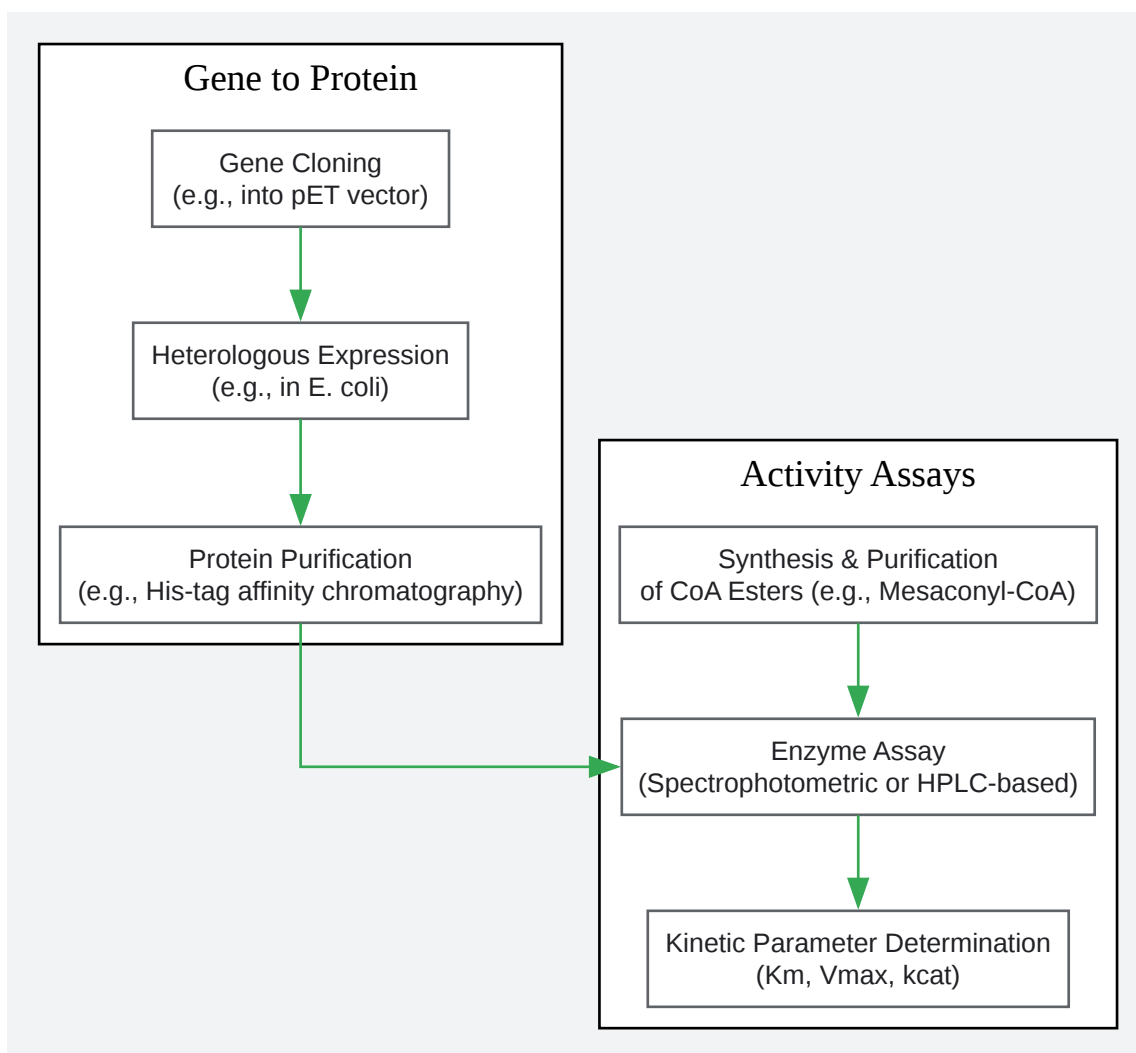 Gene to Protein
Gene Cloning
(e.g., into pET vector)
Heterologous Expression
(e.g., in E. coli)
Protein Purification
(e.g., His-tag affinity chromatography)
Activity Assays
Synthesis & Purification
of CoA Esters (e.g., Mesaconyl-CoA)
Enzyme Assay
(Spectrophotometric or HPLC-based)
Kinetic Parameter Determination
(Km, Vmax, kcat)